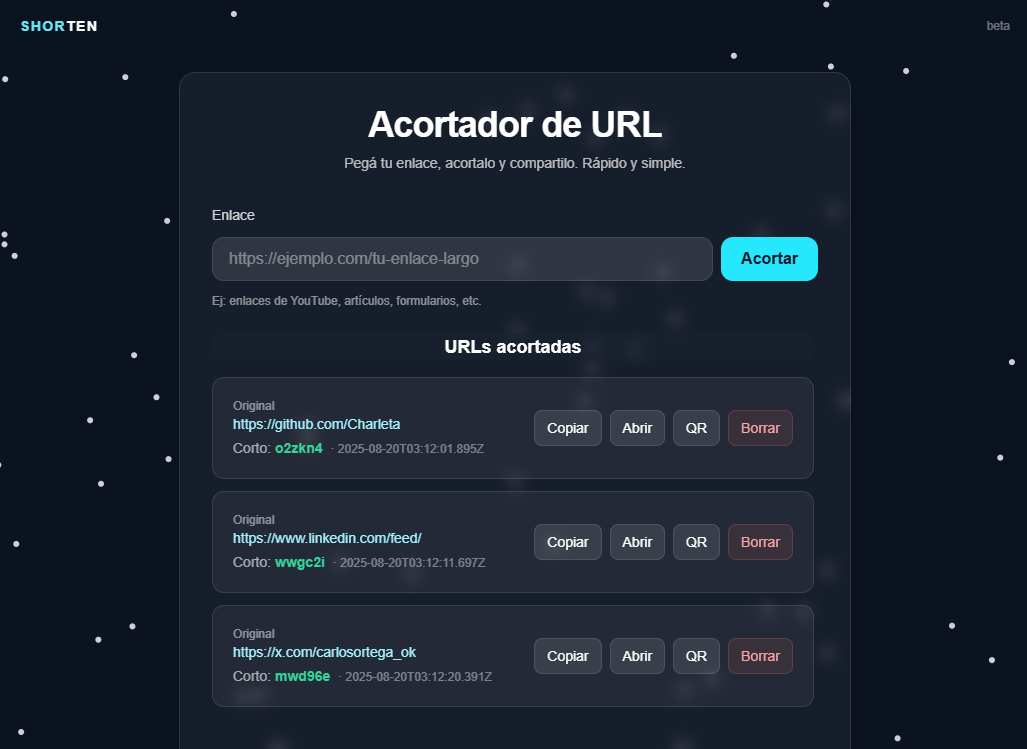 SHORTEN
beta
Acortador de URL
Pegá tu enlace, acortalo y compartilo. Rápido y simple.
Enlace
https://ejemplo.com/tu-enlace-largo
Acortar
Ej: enlaces de YouTube, artículos, formularios, etc.
URLs acortadas
Original
https://github.com/Charleta
Corto: o2zkn4 · 2025-08-20T03:12:01.895Z
Copiar Abrir QR Borrar
Original
https://www.linkedin.com/feed/
Corto: wwgc2i · 2025-08-20T03:12:11.697Z
Copiar Abrir QR Borrar
Original
https://x.com/carlosortega_ok
Corto: mwd96e · 2025-08-20T03:12:20.391Z
Copiar Abrir QR Borrar